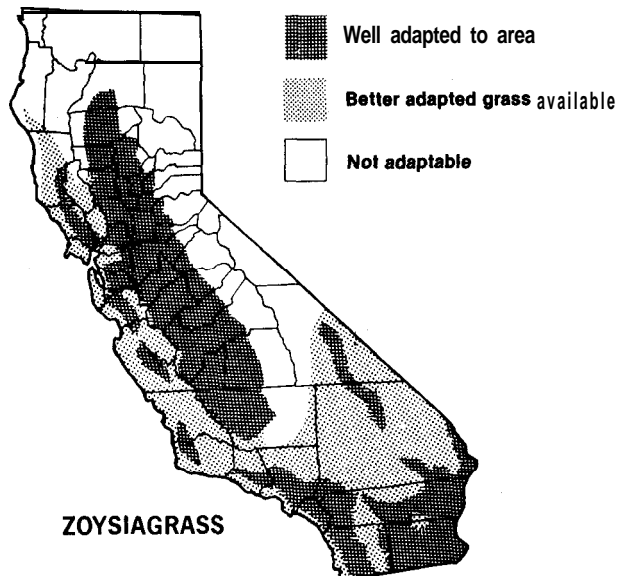 Well adapted to area
Better adapted grass available
Not adaptable
ZOYSIAGRASS